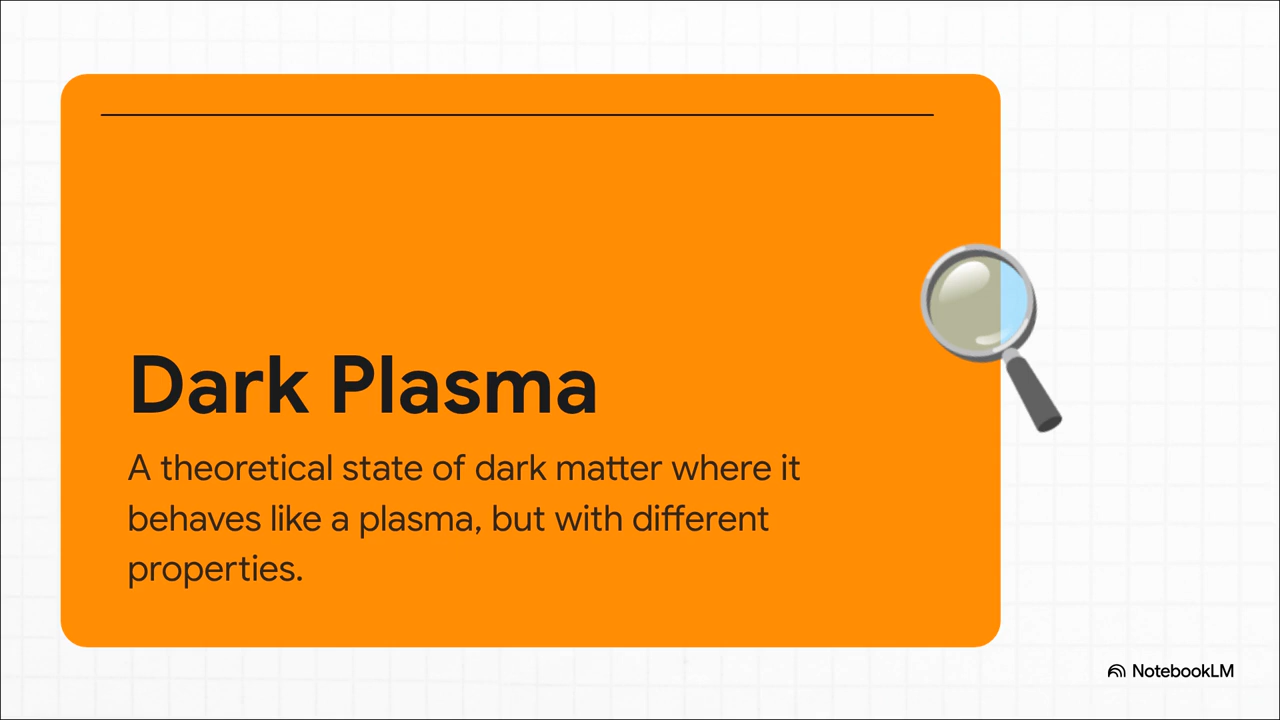 Dark Plasma
A theoretical state of dark matter where it
behaves like a plasma, but with different
properties.
NotebookLM